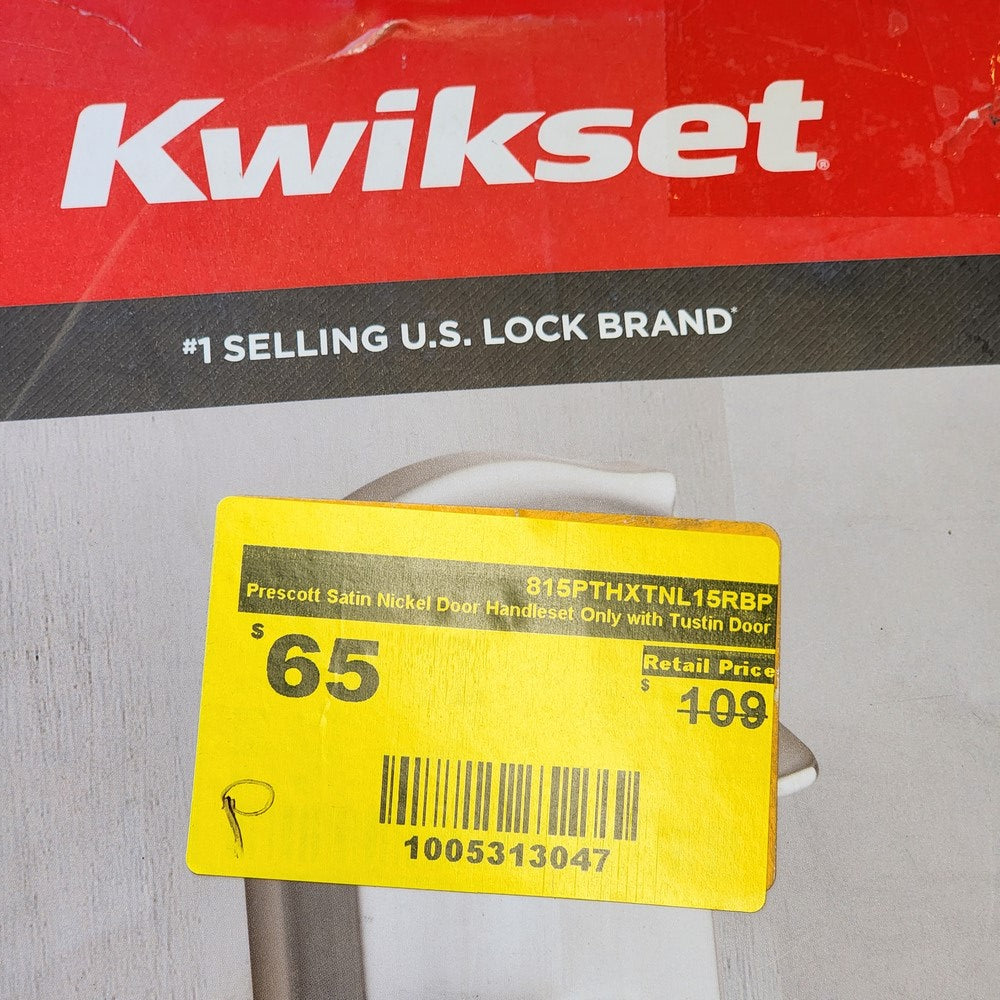 Kwikset®
#1 SELLING U.S. LOCK BRAND*
815PTHXTNL15RBP
Prescott Satin Nickel Door Handleset Only with Tustin Door
$65
Retail Price
$109
P
1005313047